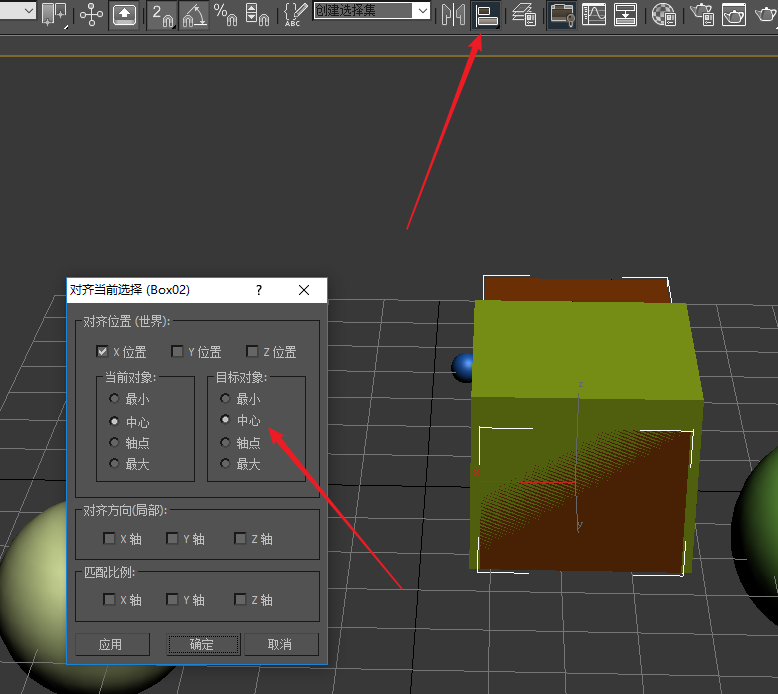 2
%
ABC
创建选择集
对齐当前选择 (Box02)
?
对齐位置 (世界):
X 位置 Y 位置 Z 位置
当前对象: 目标对象:
最小 最小
中心 中心
轴点 轴点
最大 最大
对齐方向(局部):
X 轴 Y 轴 Z 轴
匹配比例:
X 轴 Y 轴 Z 轴
应用 确定 取消
z
x
y